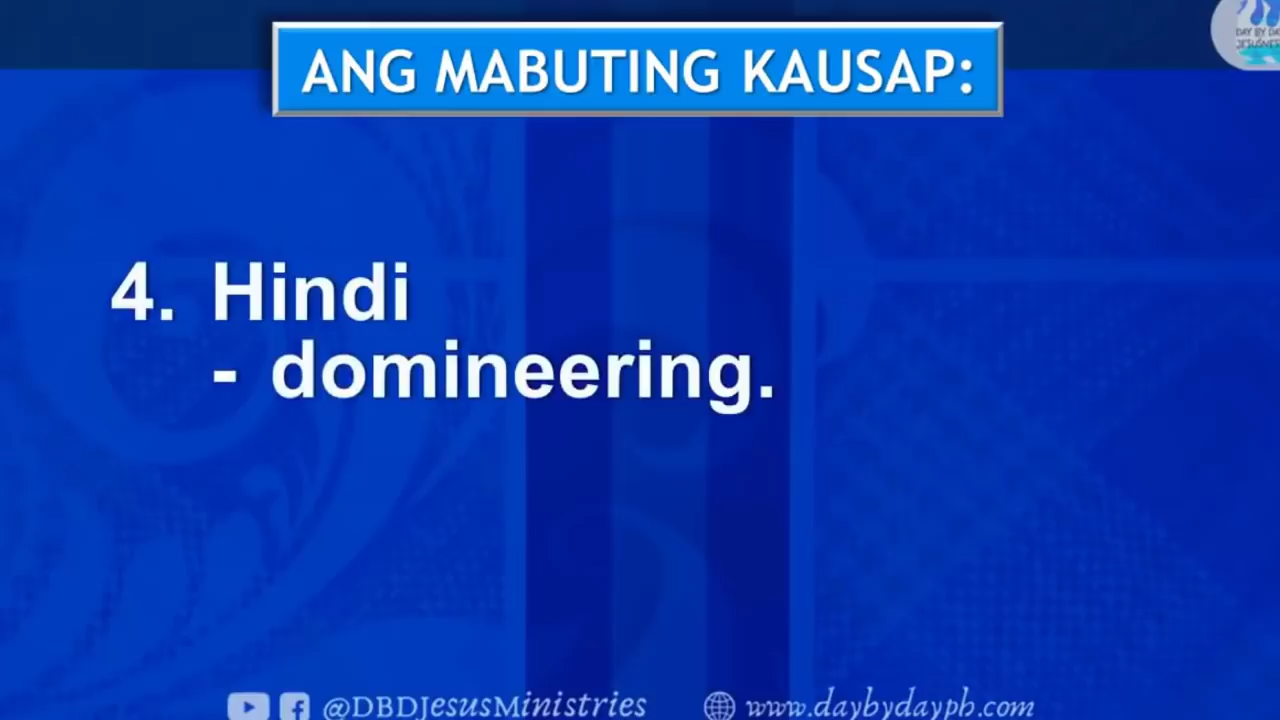 ANG MABUTING KAUSAP:
4. Hindi
- domineering.
@DBDJesusMinistries www.daybydayph.com